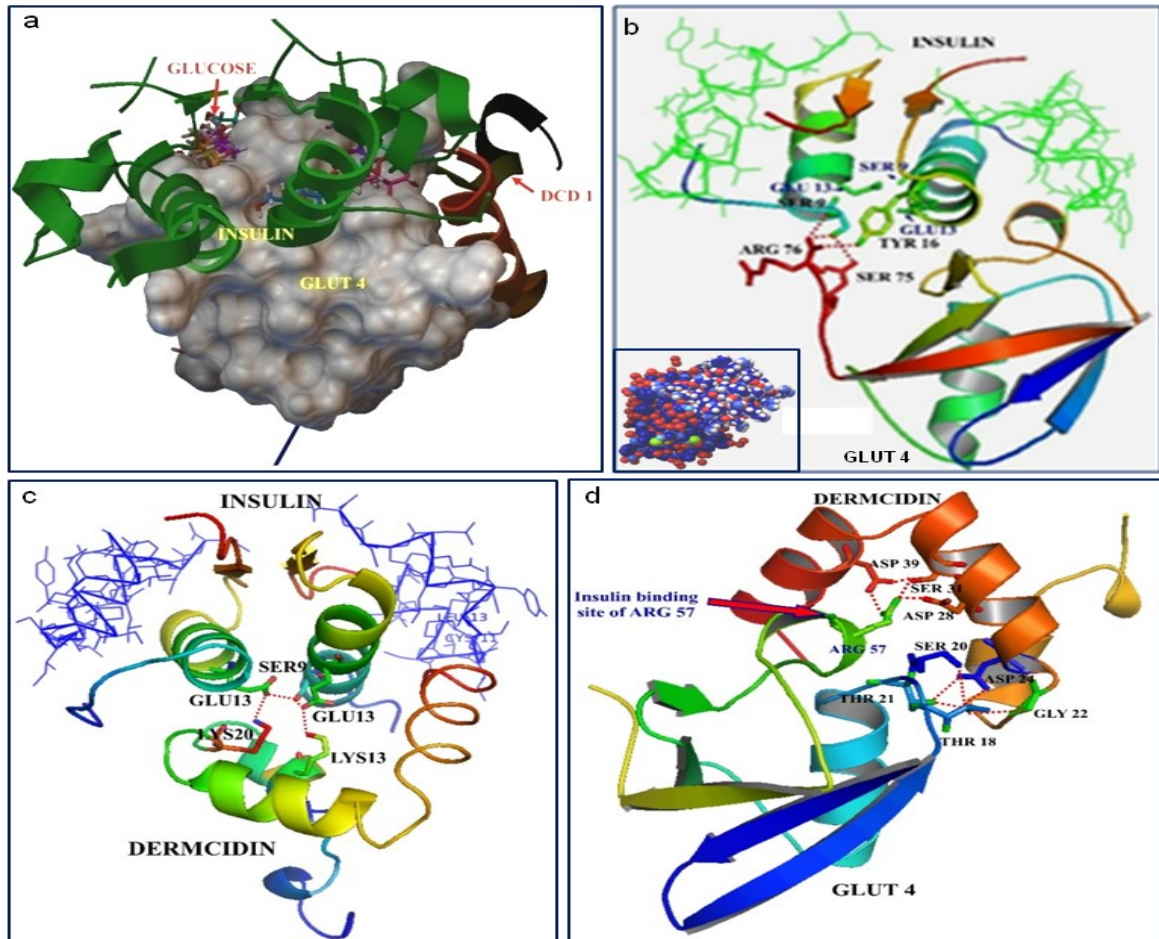 a
GLUCOSE
DCD 1
INSULIN
GLUT 4
b
INSULIN
SER 9
GLU 13
SER 9
GLU13
TYR 16
ARG 76
SER 75
GLUT 4
c
INSULIN
SER9
GLU13
GLU13
LYS20
LYS13
DERMCIDIN
d
DERMCIDIN
ASP 39
SER 31
Insulin binding
site of ARG 57
ASP 28
ARG 57
SER 20
ASP 24
THR 21
GLY 22
THR 18
GLUT 4